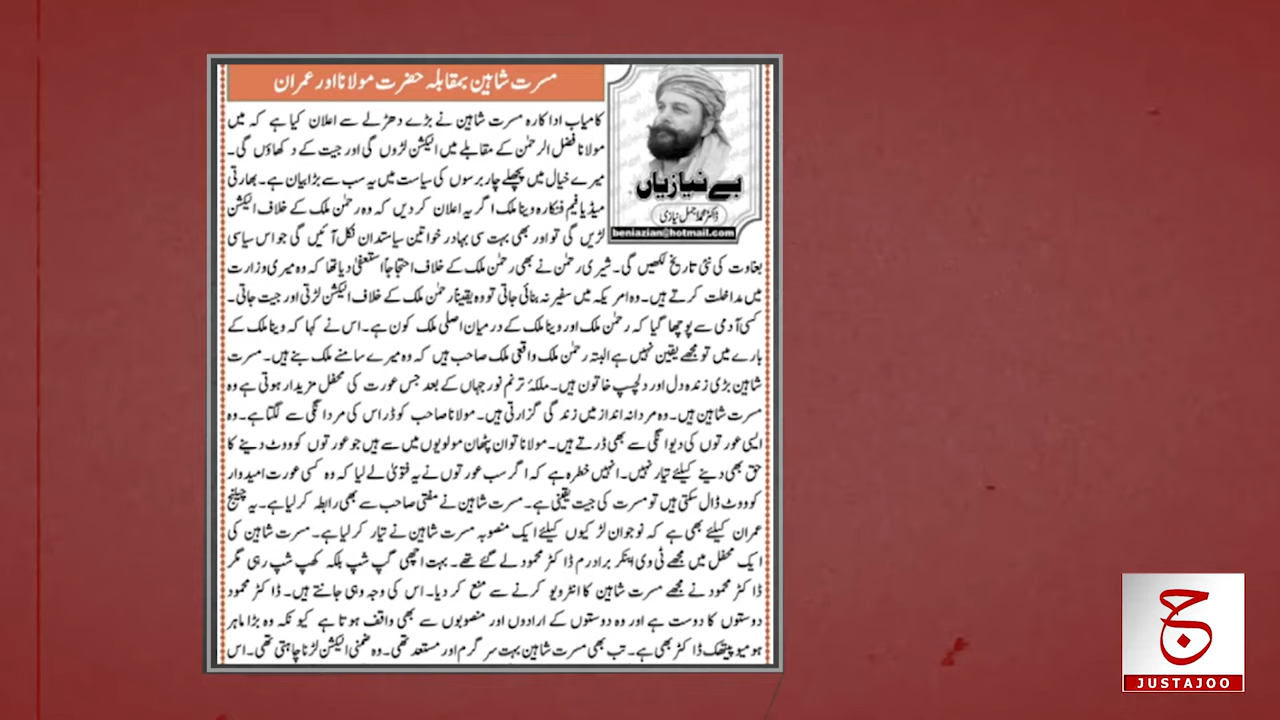 مسرت شاہین بمقابلہ حضرت مولانا اور عمران
بے نیازیاں
ڈاکٹر محمد اجمل نیازی
beniazian@hotmail.com
کامیاب اداکارہ مسرت شاہین نے بڑے دھڑلے سے اعلان کیا ہے کہ میں
مولانا فضل الرحمٰن کے مقابلے میں الیکشن لڑوں گی اور جیت کے دکھاؤں گی۔
میرے خیال میں پچھلے چار برسوں کی سیاست میں یہ سب سے بڑا بیان ہے۔ بھارتی
میڈیا فیم فنکارہ وینا ملک اگر یہ اعلان کر دیں کہ وہ رحمٰن ملک کے خلاف الیکشن
لڑیں گی تو اور بھی بہت سی بہادر خواتین سیاستدان نکل آئیں گی جو اس سیاسی
بغاوت کی نئی تاریخ لکھیں گی۔ شیری رحمٰن نے بھی رحمٰن ملک کے خلاف احتجاجاً استعفیٰ دیا تھا کہ وہ میری وزارت
میں مداخلت کرتے ہیں۔ وہ امریکہ میں سفیر نہ بنائی جاتی تو وہ یقیناً رحمٰن ملک کے خلاف الیکشن لڑتی اور جیت جاتی۔
کسی آدمی سے پوچھا گیا کہ رحمٰن ملک اور وینا ملک کے درمیان اصلی ملک کون ہے۔ اس نے کہا کہ وینا ملک کے
بارے میں تو مجھے یقین نہیں ہے البتہ رحمٰن ملک واقعی ملک صاحب ہیں کہ وہ میرے سامنے ملک بنے ہیں۔ مسرت
شاہین بڑی زندہ دل اور دلچسپ خاتون ہیں۔ ملکۂ ترنم نور جہاں کے بعد جس عورت کی محفل مزیدار ہوتی ہے وہ
مسرت شاہین ہیں۔ وہ مردانہ انداز میں زندگی گزارتی ہیں۔ مولانا صاحب کو ڈر اس کی مردانگی سے لگتا ہے۔ وہ
ایسی عورتوں کی دیوانگی سے بھی ڈرتے ہیں۔ مولانا تو ان پٹھان مولویوں میں سے ہیں جو عورتوں کو ووٹ دینے کا
حق بھی دینے کیلئے تیار نہیں۔ انہیں خطرہ ہے کہ اگر سب عورتوں نے یہ فتویٰ لے لیا کہ وہ کسی عورت امیدوار
کو ووٹ ڈال سکتی ہیں تو مسرت کی جیت یقینی ہے۔ مسرت شاہین نے مفتی صاحب سے بھی رابطہ کر لیا ہے۔ یہ چیلنج
عمران کیلئے بھی ہے کہ نوجوان لڑکیوں کیلئے ایک منصوبہ مسرت شاہین نے تیار کر لیا ہے۔ مسرت شاہین کی
ایک محفل میں مجھے ٹی وی اینکر برادرم ڈاکٹر محمود لے گئے تھے۔ بہت اچھی گپ شپ بلکہ کھپ شپ رہی مگر
ڈاکٹر محمود نے مجھے مسرت شاہین کا انٹرویو کرنے سے منع کر دیا۔ اس کی وجہ وہی جانتے ہیں۔ ڈاکٹر محمود
دوستوں کا دوست ہے اور وہ دوستوں کے ارادوں اور منصوبوں سے بھی واقف ہوتا ہے کیونکہ وہ بڑا ماہر
ہومیوپیتھک ڈاکٹر بھی ہے۔ تب بھی مسرت شاہین بہت سرگرم اور مستعد تھی۔ وہ ضمنی الیکشن لڑنا چاہتی تھی۔ اس
ج
JUSTAJOO